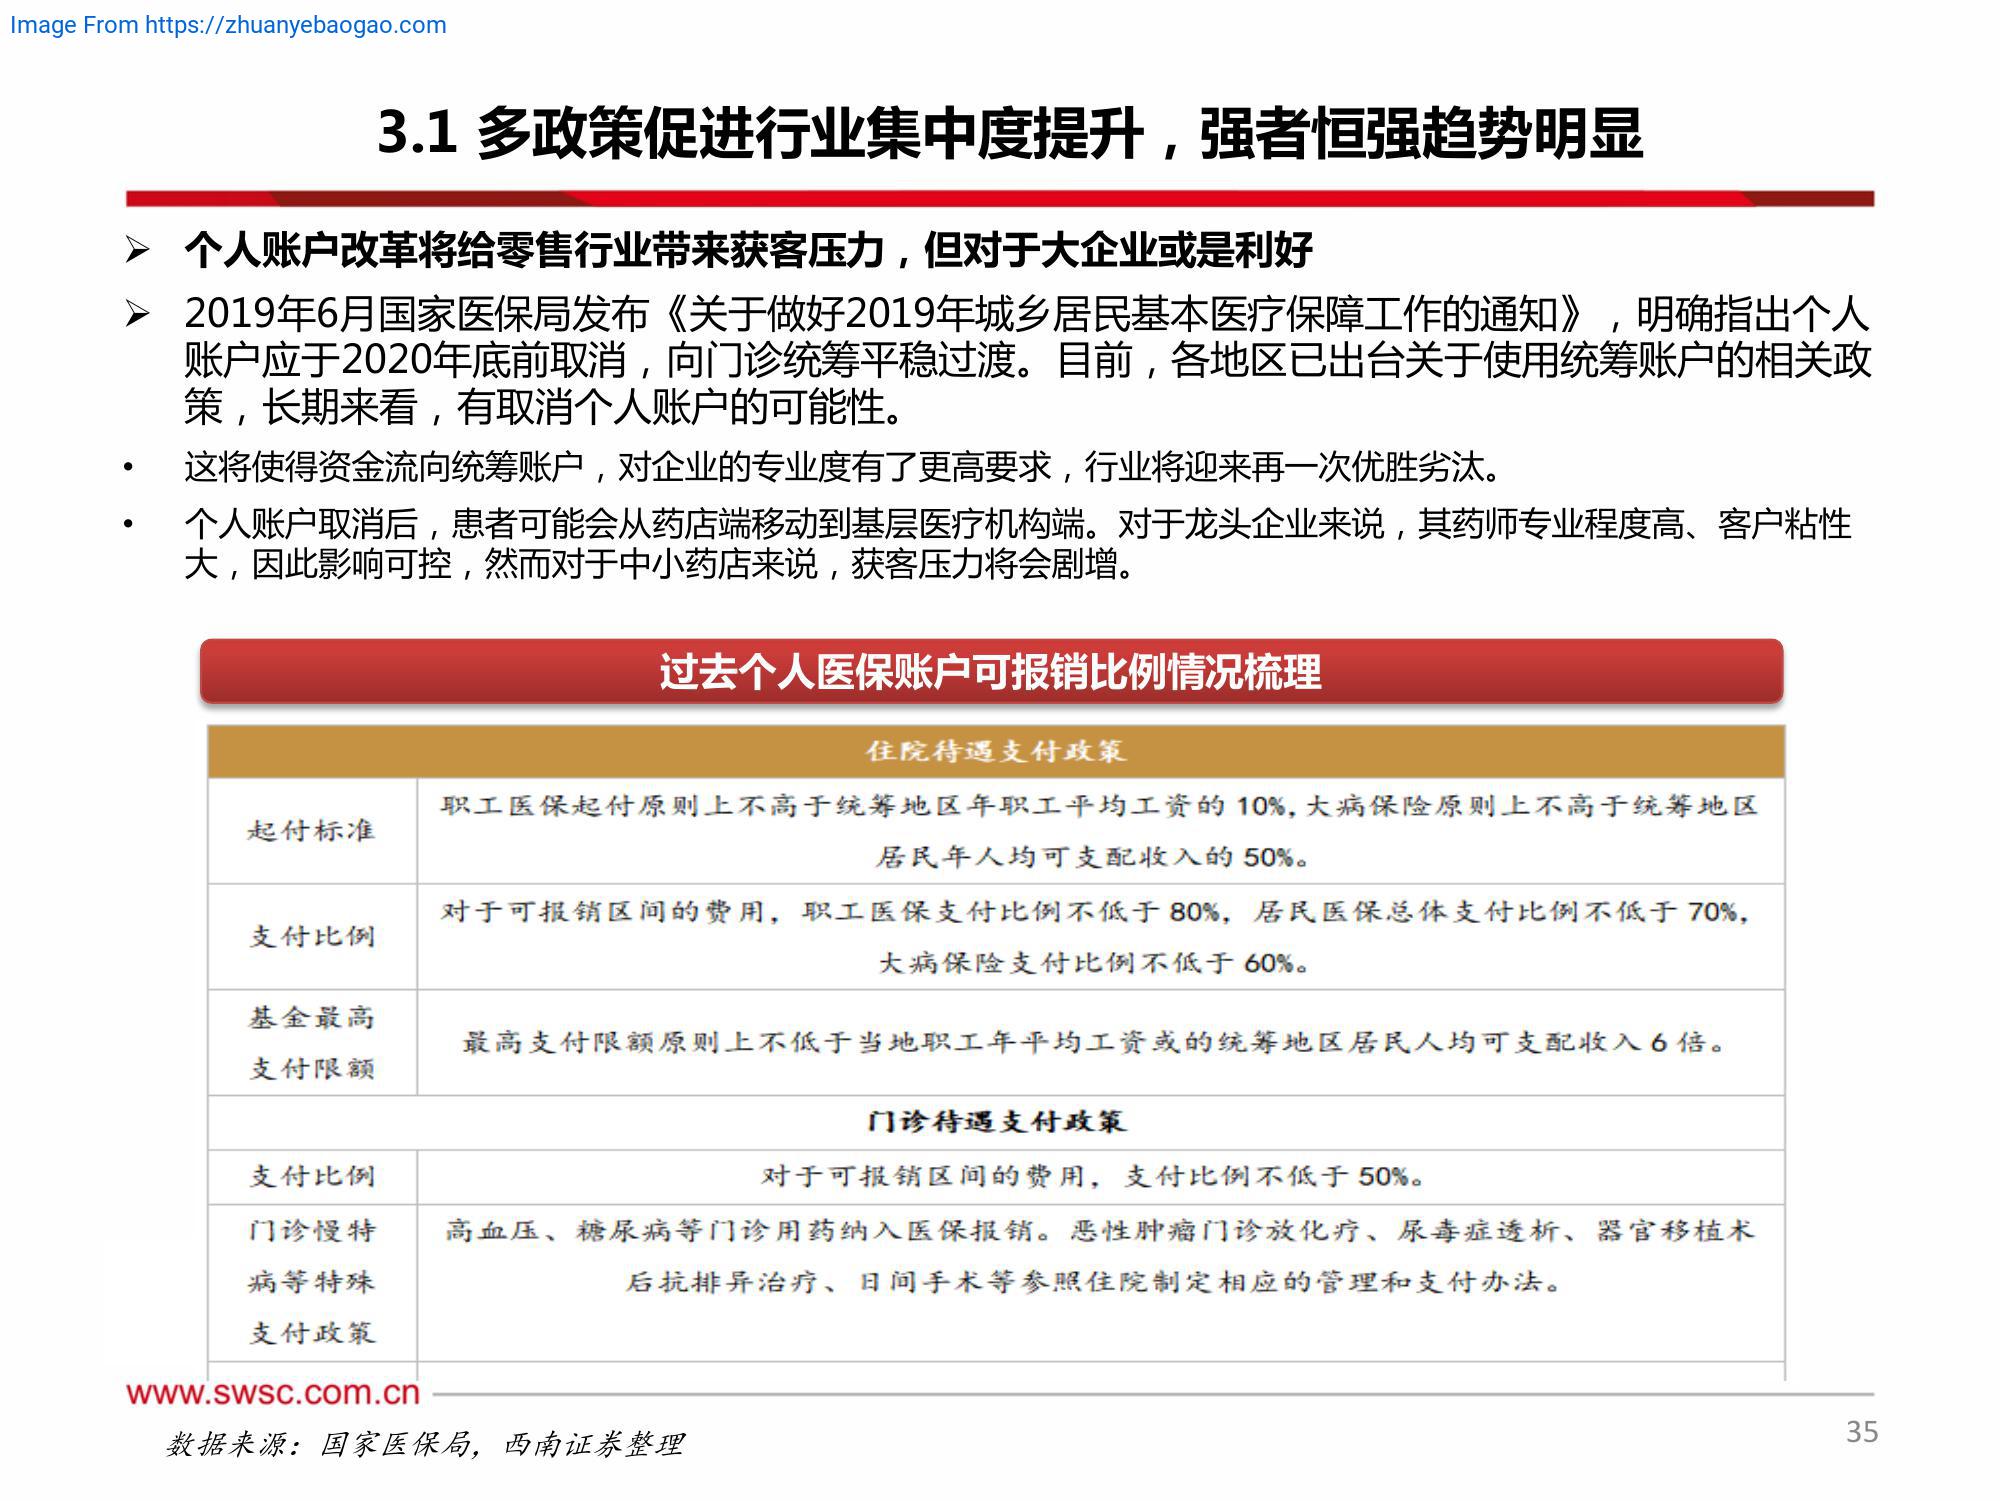 Image From https://zhuanyebaogao.com
3.1 多政策促进行业集中度提升，强者恒强趋势明显
➢ 个人账户改革将给零售行业带来获客压力，但对于大企业或是利好
➢ 2019年6月国家医保局发布《关于做好2019年城乡居民基本医疗保障工作的通知》，明确指出个人
账户应于2020年底前取消，向门诊统筹平稳过渡。目前，各地区已出台关于使用统筹账户的相关政
策，长期来看，有取消个人账户的可能性。
• 这将使得资金流向统筹账户，对企业的专业度有了更高要求，行业将迎来再一次优胜劣汰。
• 个人账户取消后，患者可能会从药店端移动到基层医疗机构端。对于龙头企业来说，其药师专业程度高、客户粘性
大，因此影响可控，然而对于中小药店来说，获客压力将会剧增。
过去个人医保账户可报销比例情况梳理
住院待遇支付政策
起付标准
职工医保起付原则上不高于统筹地区年职工平均工资的 10%，大病保险原则上不高于统筹地区
居民年人均可支配收入的 50%。
支付比例
对于可报销区间的费用，职工医保支付比例不低于 80%，居民医保总体支付比例不低于 70%，
大病保险支付比例不低于 60%。
基金最高
支付限额
最高支付限额原则上不低于当地职工年平均工资或的统筹地区居民人均可支配收入 6 倍。
门诊待遇支付政策
支付比例
对于可报销区间的费用，支付比例不低于 50%。
门诊慢特
病等特殊
支付政策
高血压、糖尿病等门诊用药纳入医保报销。恶性肿瘤门诊放化疗、尿毒症透析、器官移植术
后抗排异治疗、日间手术等参照住院制定相应的管理和支付办法。
www.swsc.com.cn
数据来源：国家医保局，西南证券整理
35